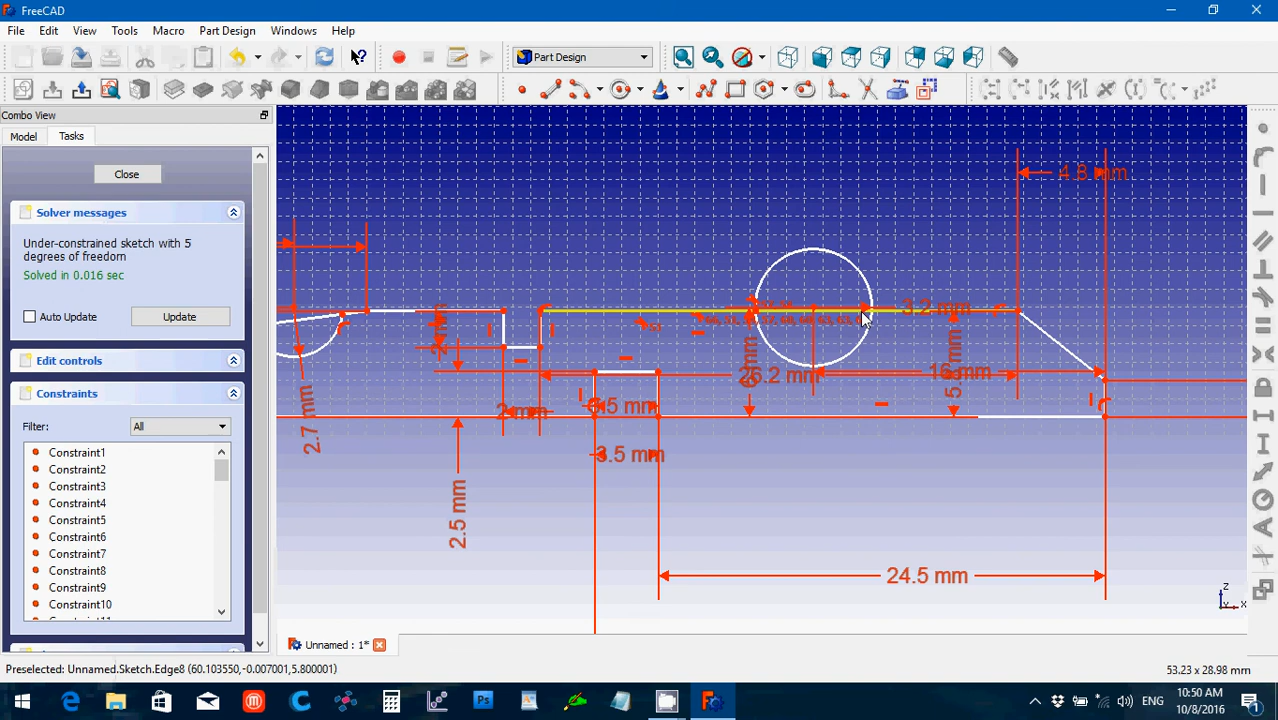 FreeCAD
File Edit View Tools Macro Part Design Windows Help
Part Design
Combo View
Model Tasks
Close
Solver messages
Under-constrained sketch with 5
degrees of freedom
Solved in 0.016 sec
Auto Update Update
Edit controls
Constraints
Filter: All
Constraint1
Constraint2
Constraint3
Constraint4
Constraint5
Constraint6
Constraint7
Constraint8
Constraint9
Constraint10
4.8 mm
3.2 mm
26.2 mm
16 mm
2 mm
3.5 mm
2.7 mm
3.5 mm
2.5 mm
24.5 mm
Z
X
Unnamed : 1*
Preselected: Unnamed.Sketch.Edge8 (60.103550,-0.007001,5.800001)
53.23 x 28.98 mm
ENG
10:50 AM
10/8/2016